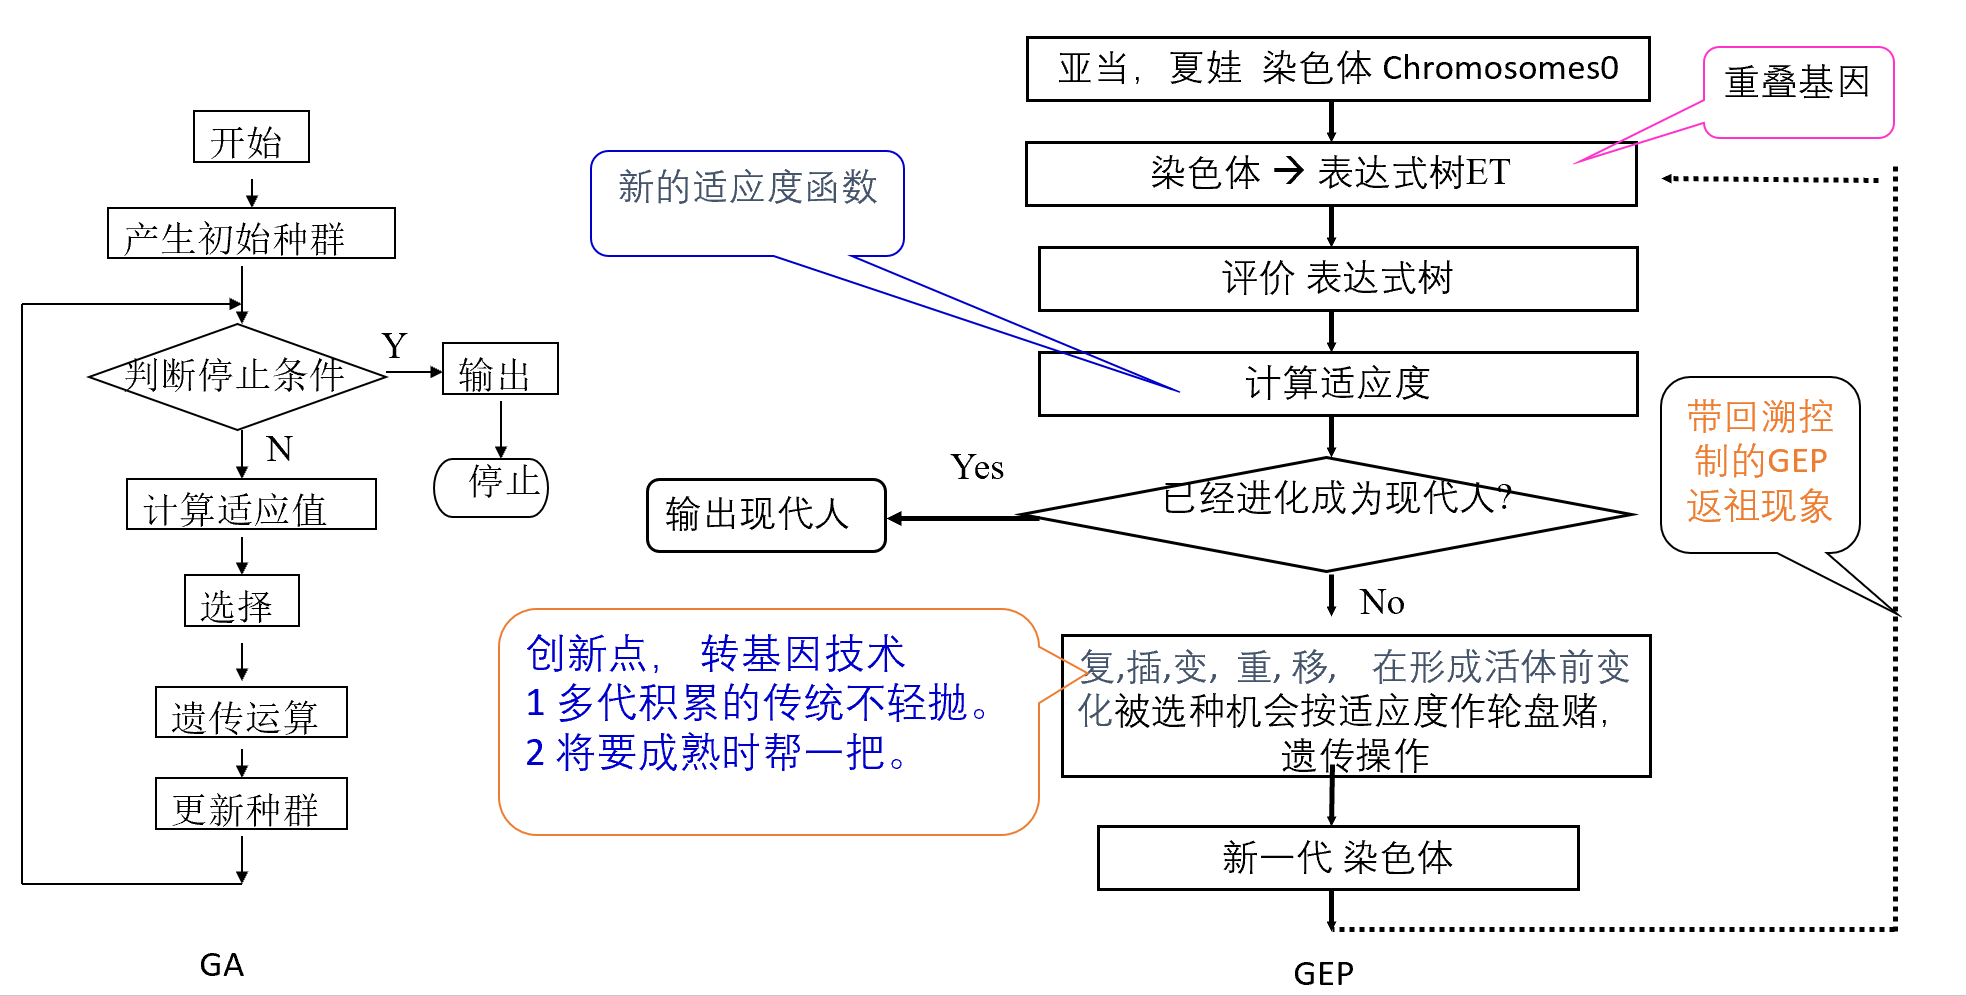 开始
产生初始种群
判断停止条件
Y
输出
停止
N
计算适应值
选择
遗传运算
更新种群
GA
亚当，夏娃 染色体 Chromosomes0
重叠基因
染色体 → 表达式树ET
新的适应度函数
评价 表达式树
计算适应度
带回溯控
制的GEP
返祖现象
已经进化成为现代人?
Yes
输出现代人
No
创新点， 转基因技术
1 多代积累的传统不轻抛。
2 将要成熟时帮一把。
复,插,变, 重, 移, 在形成活体前变
化被选种机会按适应度作轮盘赌,
遗传操作
新一代 染色体
GEP